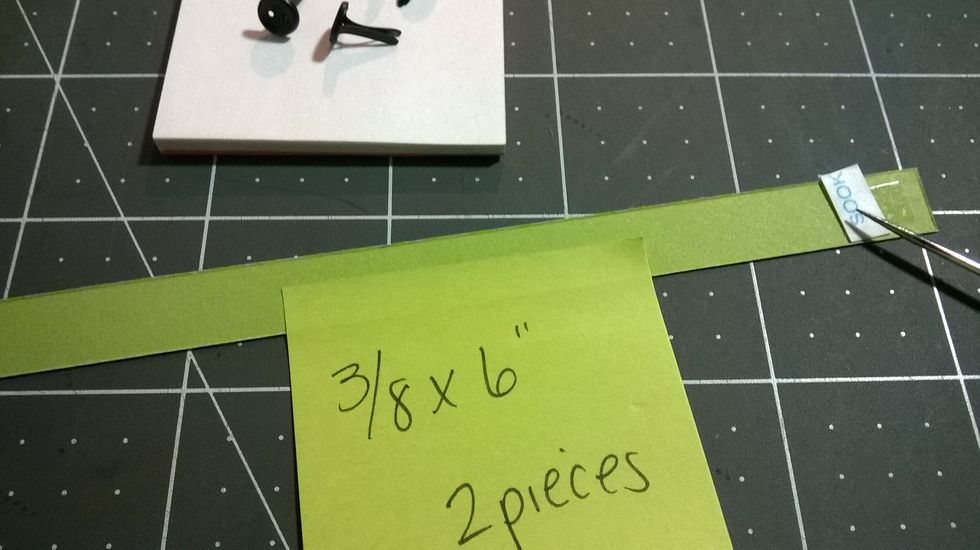 SOOK
3/8 x 6"
2 pieces